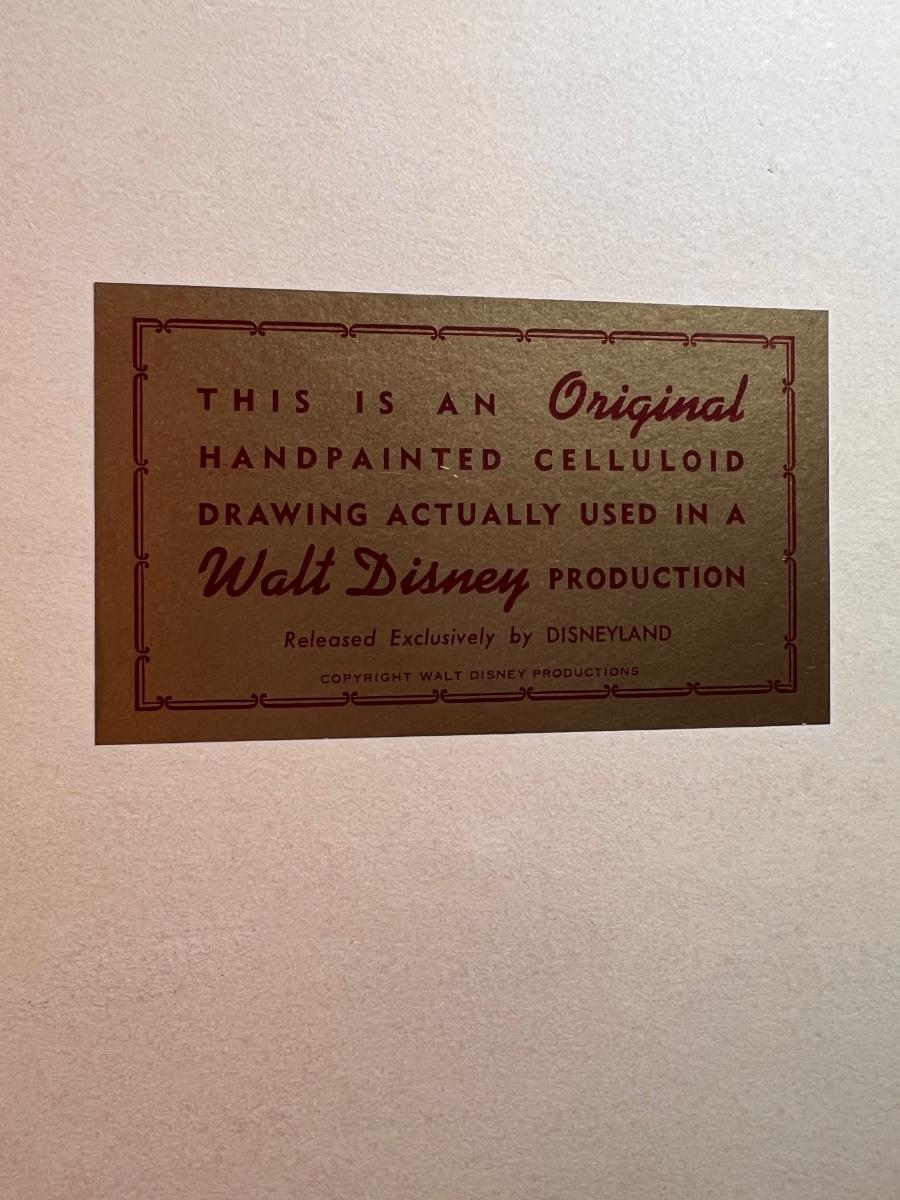 THIS IS AN Original
HANDPAINTED CELLULOID
DRAWING ACTUALLY USED IN A
Walt Disney PRODUCTION
Released Exclusively by DISNEYLAND
COPYRIGHT WALT DISNEY PRODUCTIONS